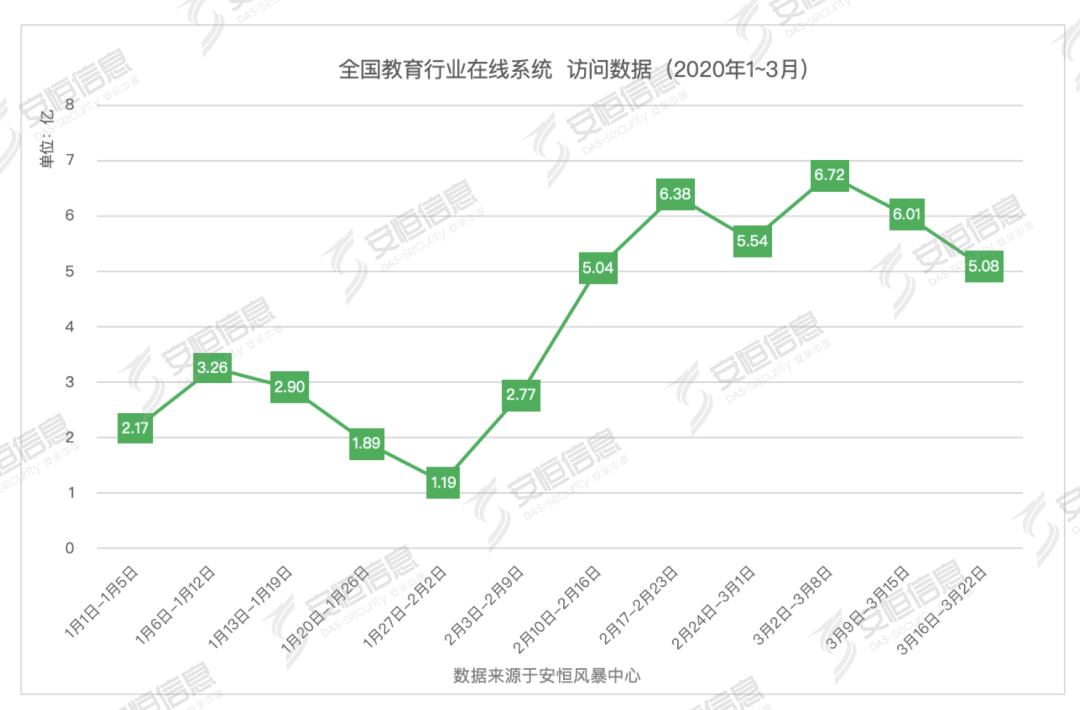 全国教育行业在线系统 访问数据（2020年1~3月）
单位：亿
8
7
6
5
4
3
2
1
0
2.17
3.26
2.90
1.89
1.19
2.77
5.04
6.38
5.54
6.72
6.01
5.08
1月1日-1月5日
1月6日-1月12日
1月13日-1月19日
1月20日-1月26日
1月27日-2月2日
2月3日-2月9日
2月10日-2月16日
2月17-2月23日
2月24日-3月1日
3月2日-3月8日
3月9日-3月15日
3月16日-3月22日
数据来源于安恒风暴中心
安恒信息
DAS-security 安全中国